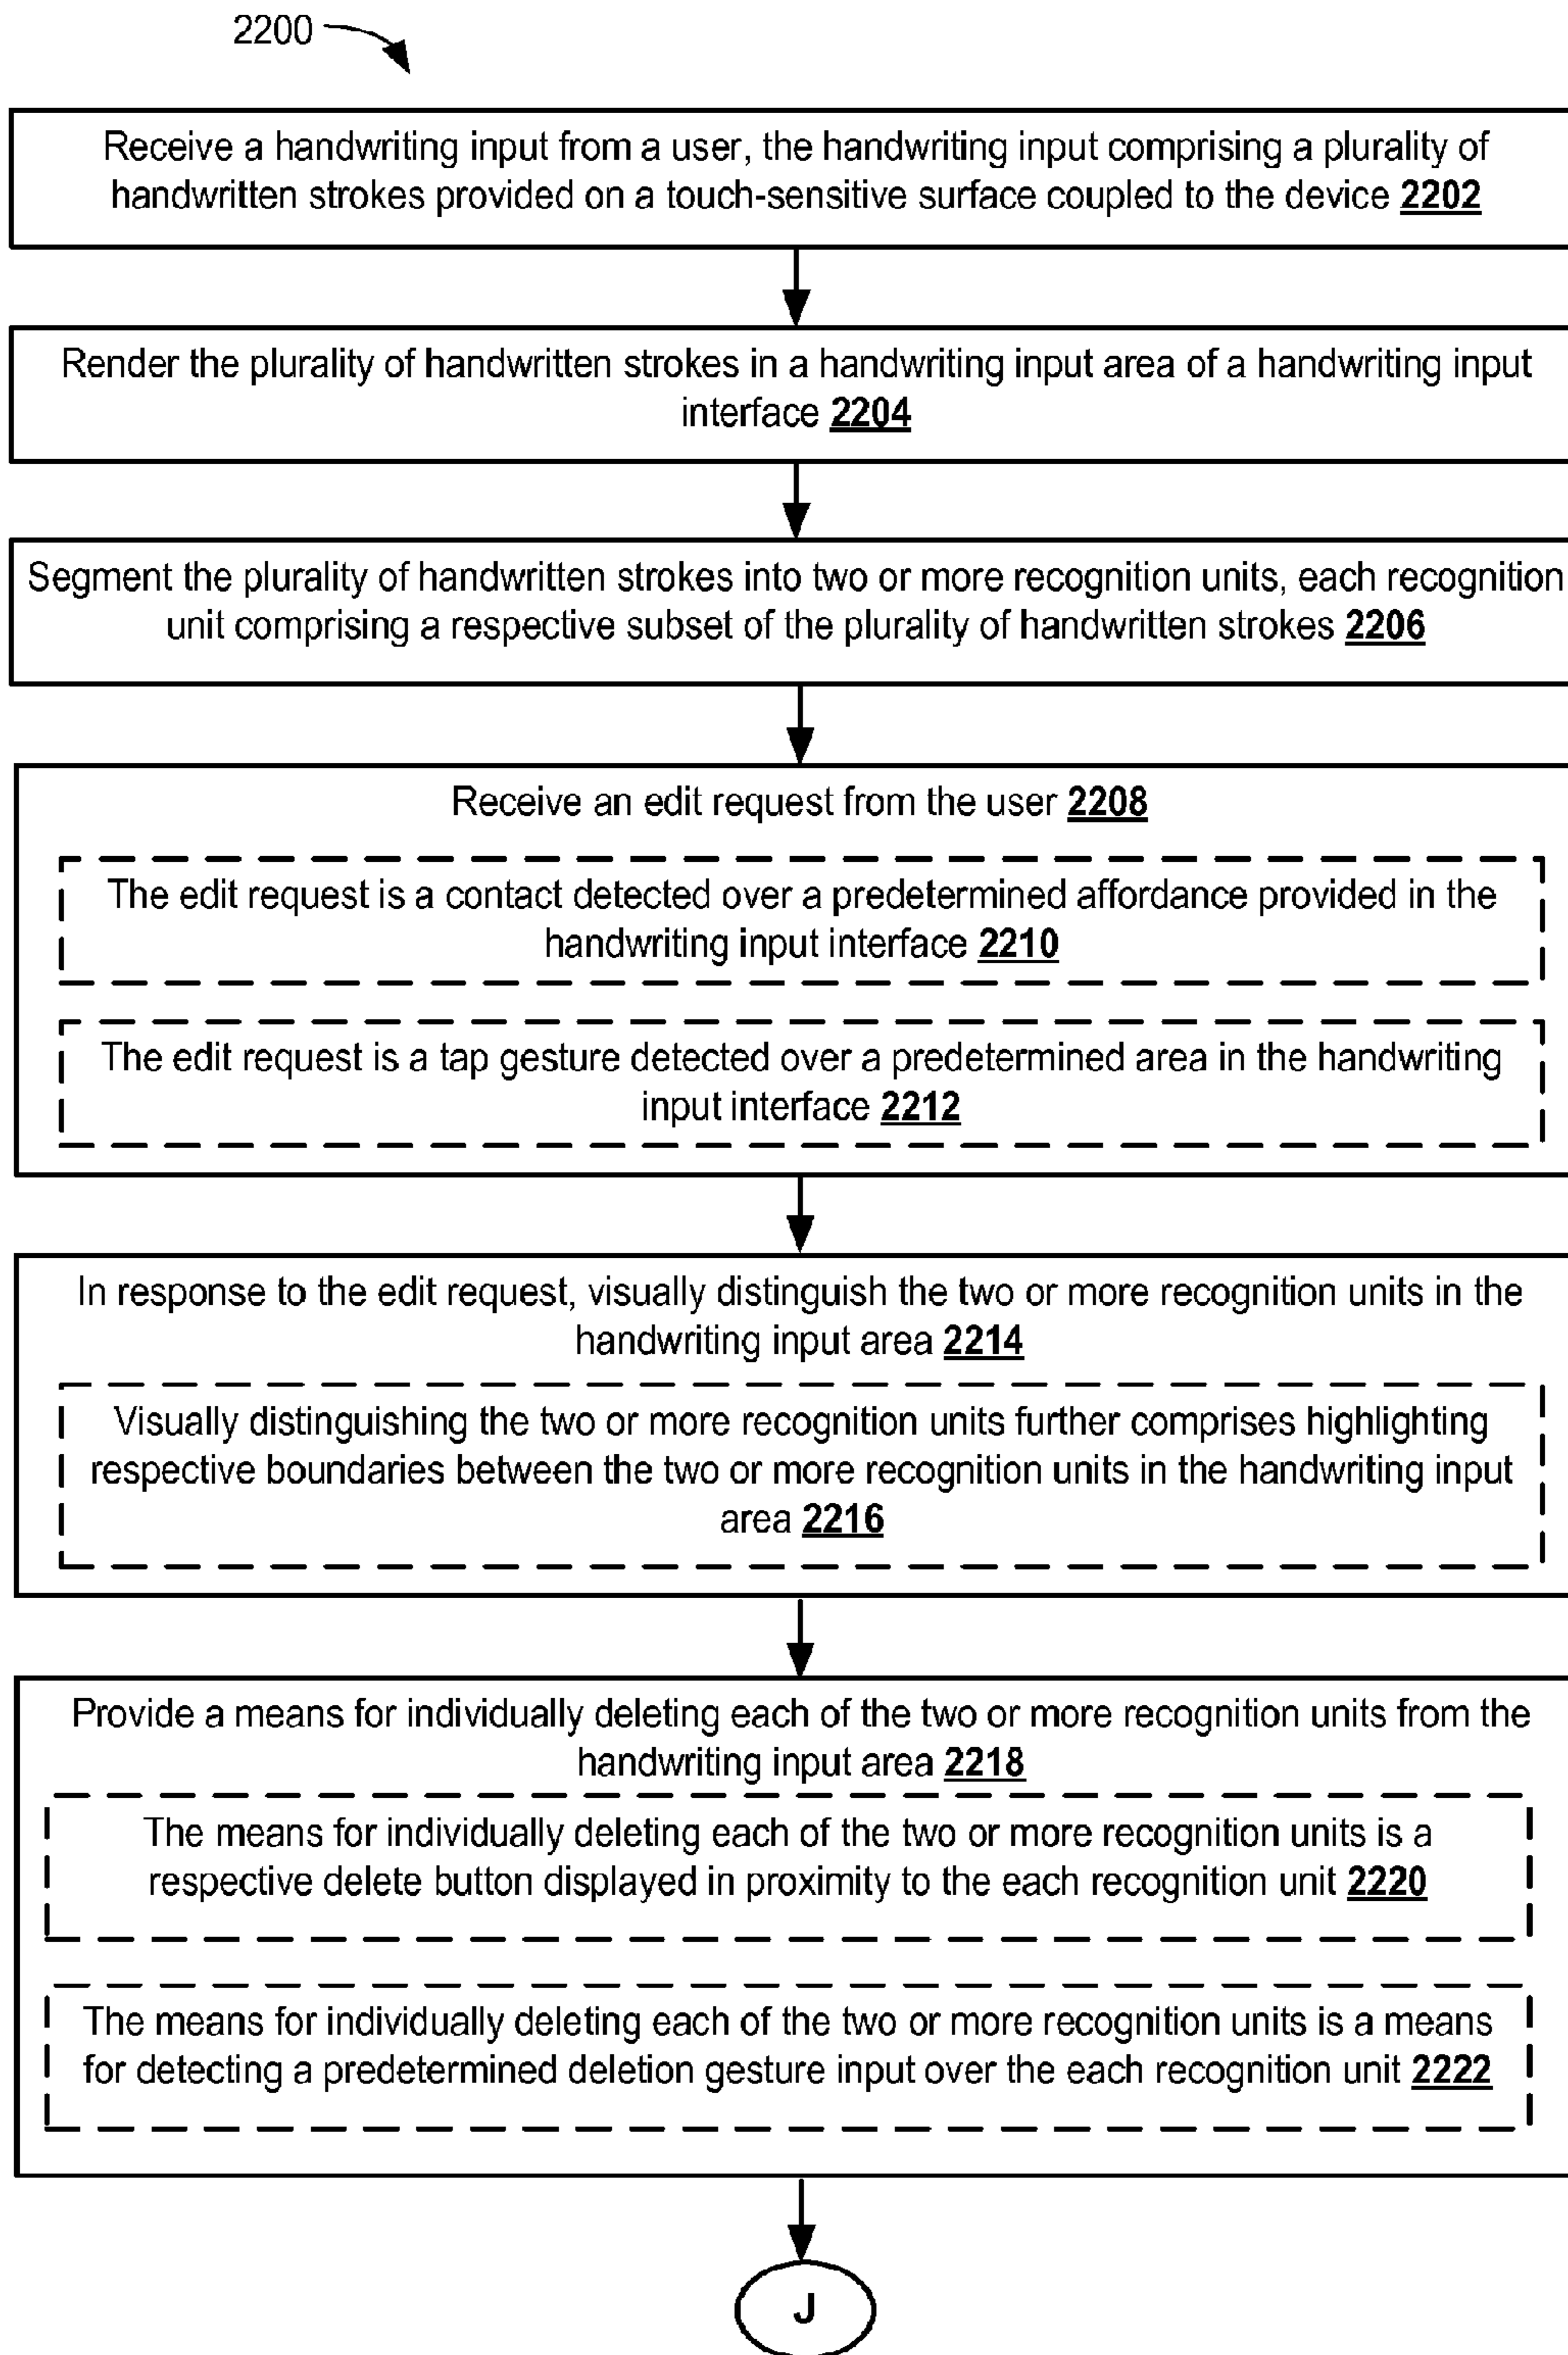 2200
Receive a handwriting input from a user, the handwriting input comprising a plurality of
handwritten strokes provided on a touch-sensitive surface coupled to the device 2202
Render the plurality of handwritten strokes in a handwriting input area of a handwriting input
interface 2204
Segment the plurality of handwritten strokes into two or more recognition units, each recognition
unit comprising a respective subset of the plurality of handwritten strokes 2206
Receive an edit request from the user 2208
The edit request is a contact detected over a predetermined affordance provided in the
handwriting input interface 2210
The edit request is a tap gesture detected over a predetermined area in the handwriting
input interface 2212
In response to the edit request, visually distinguish the two or more recognition units in the
handwriting input area 2214
Visually distinguishing the two or more recognition units further comprises highlighting
respective boundaries between the two or more recognition units in the handwriting input
area 2216
Provide a means for individually deleting each of the two or more recognition units from the
handwriting input area 2218
The means for individually deleting each of the two or more recognition units is a
respective delete button displayed in proximity to the each recognition unit 2220
The means for individually deleting each of the two or more recognition units is a means
for detecting a predetermined deletion gesture input over the each recognition unit 2222
J